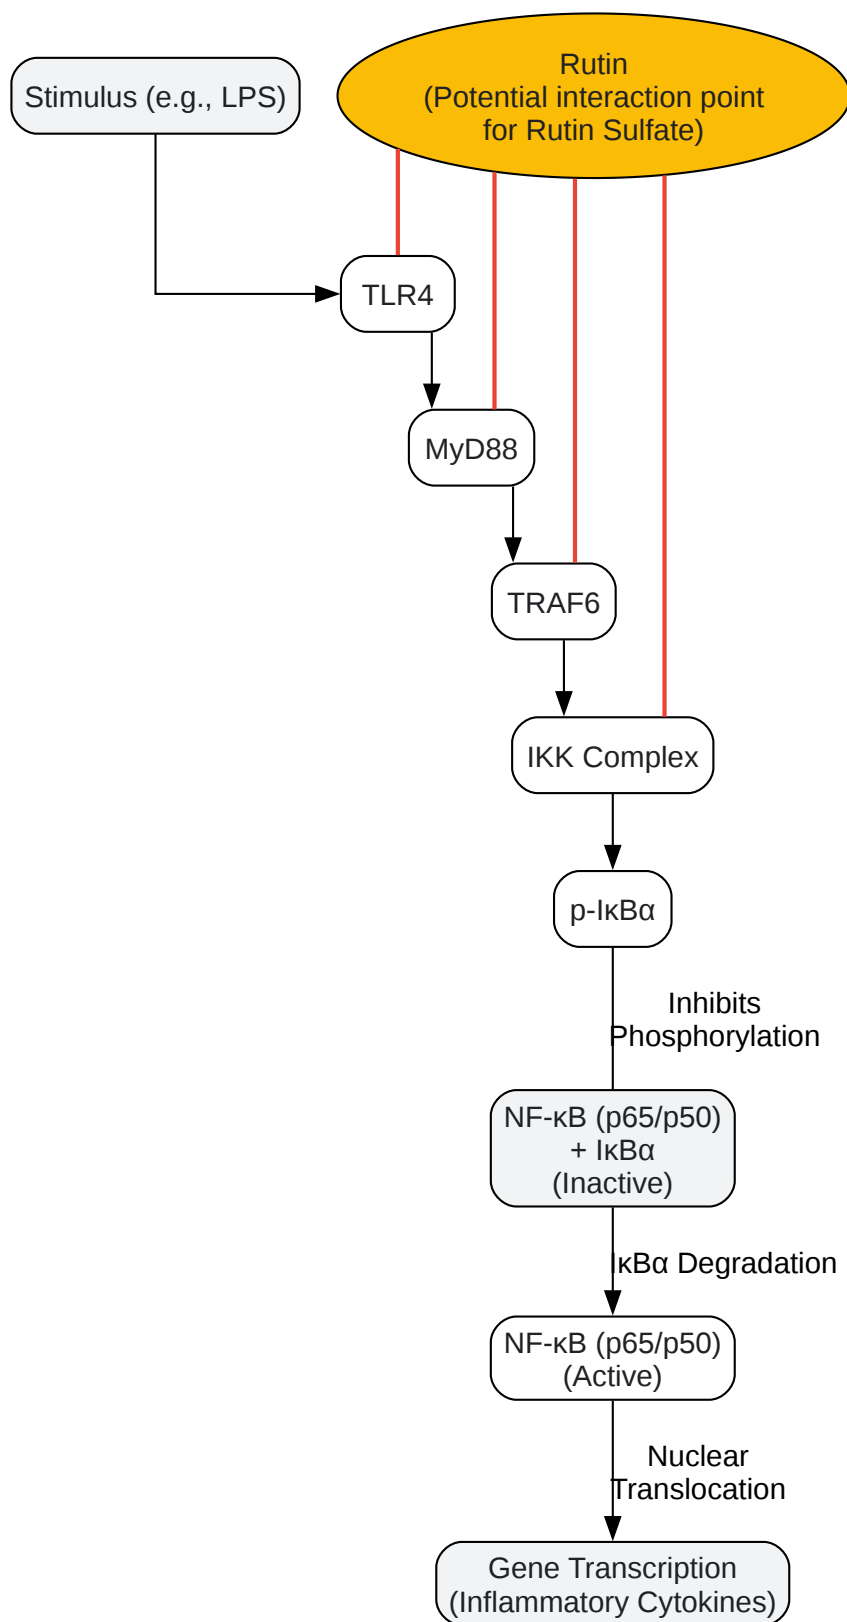 Stimulus (e.g., LPS)
Rutin
(Potential interaction point
for Rutin Sulfate)
TLR4
MyD88
TRAF6
IKK Complex
p-IκBα
Inhibits
Phosphorylation
NF-κB (p65/p50)
+ IκBα
(Inactive)
IκBα Degradation
NF-κB (p65/p50)
(Active)
Nuclear
Translocation
Gene Transcription
(Inflammatory Cytokines)